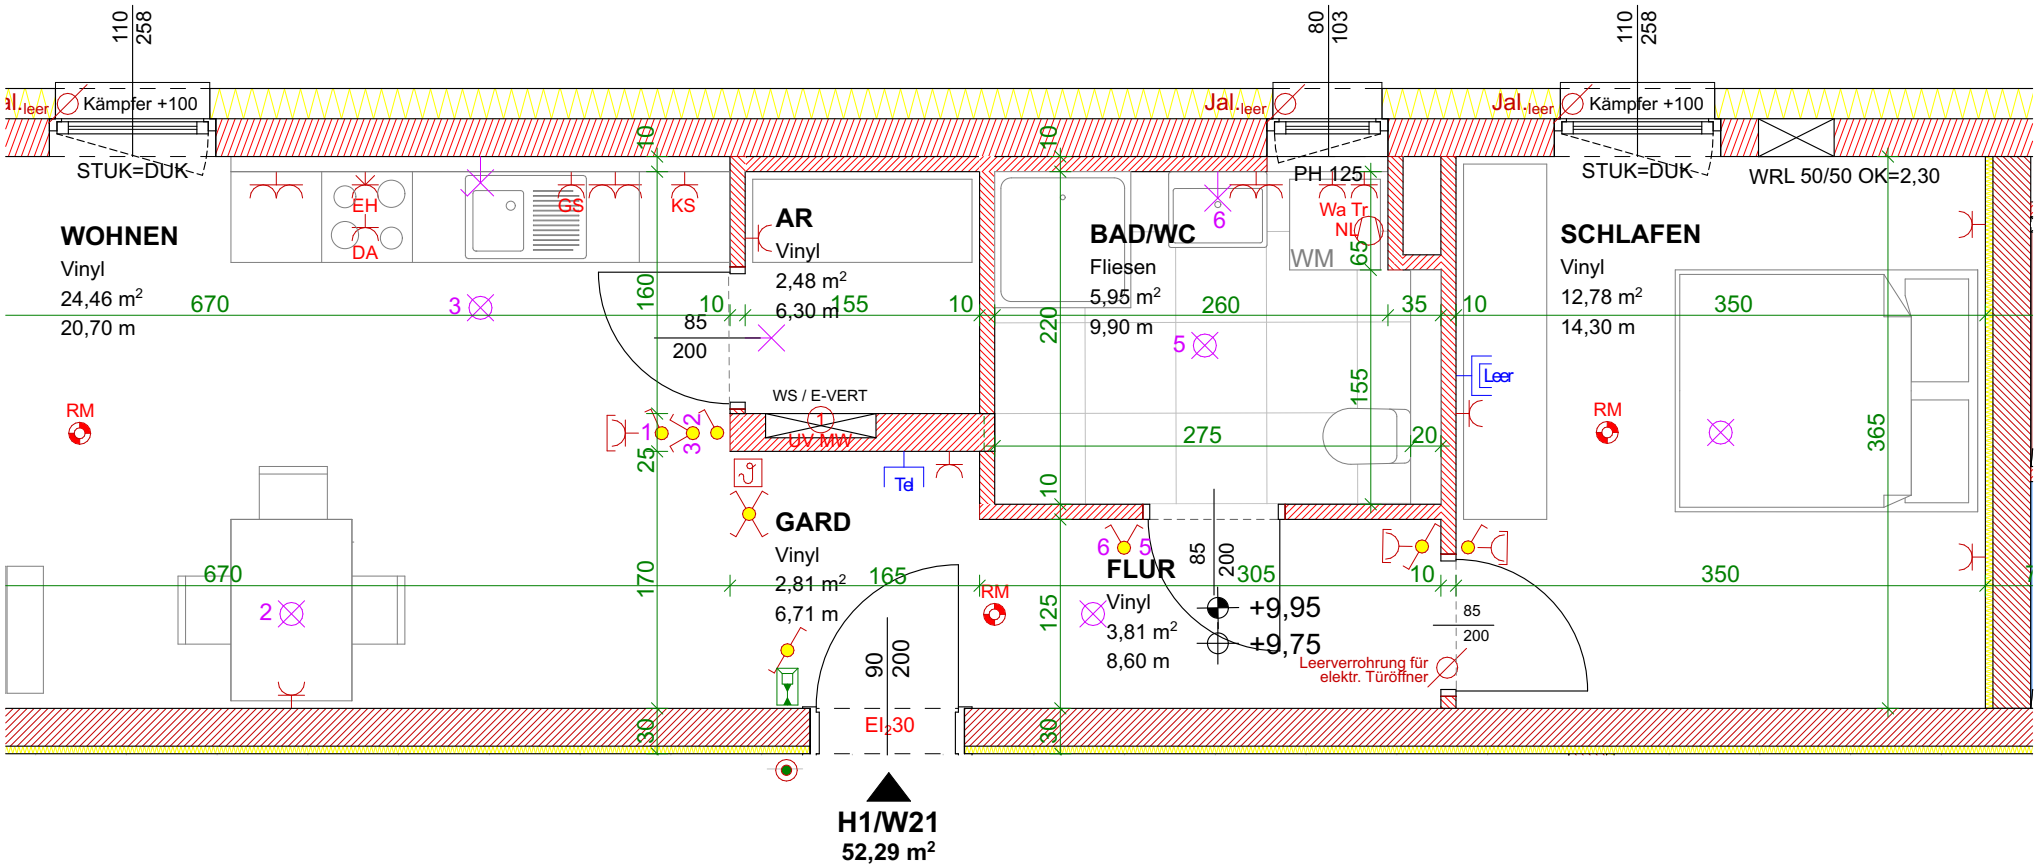 110
258
80
103
110
258
al.leer
Kämpfer +100
Jal.leer
Jal.leer
Kämpfer +100
STUK=DUK
10
10
PH 125
STUK=DUK
WRL 50/50 OK=2,30
EH
DA
GS
KS
WOHNEN
Vinyl
24,46 m²
20,70 m
AR
Vinyl
2,48 m²
6,30 m
BAD/WC
Fliesen
5,95 m²
9,90 m
6
Wa Tr
NL
WM
65
SCHLAFEN
Vinyl
12,78 m²
14,30 m
670
3
160
10
155
10
220
260
35
10
350
85
200
5
155
Leer
365
WS / E-VERT
1
UV MW
RM
1
3 2
25
275
20
RM
Tel
10
GARD
Vinyl
2,81 m²
6,71 m
6
5
85
200
FLUR
Vinyl
3,81 m²
8,60 m
670
2
170
165
RM
125
305
10
350
+9,95
+9,75
85
200
Leerverrohrung für
elektr. Türöffner
90
200
30
EI₂30
30
H1/W21
52,29 m²